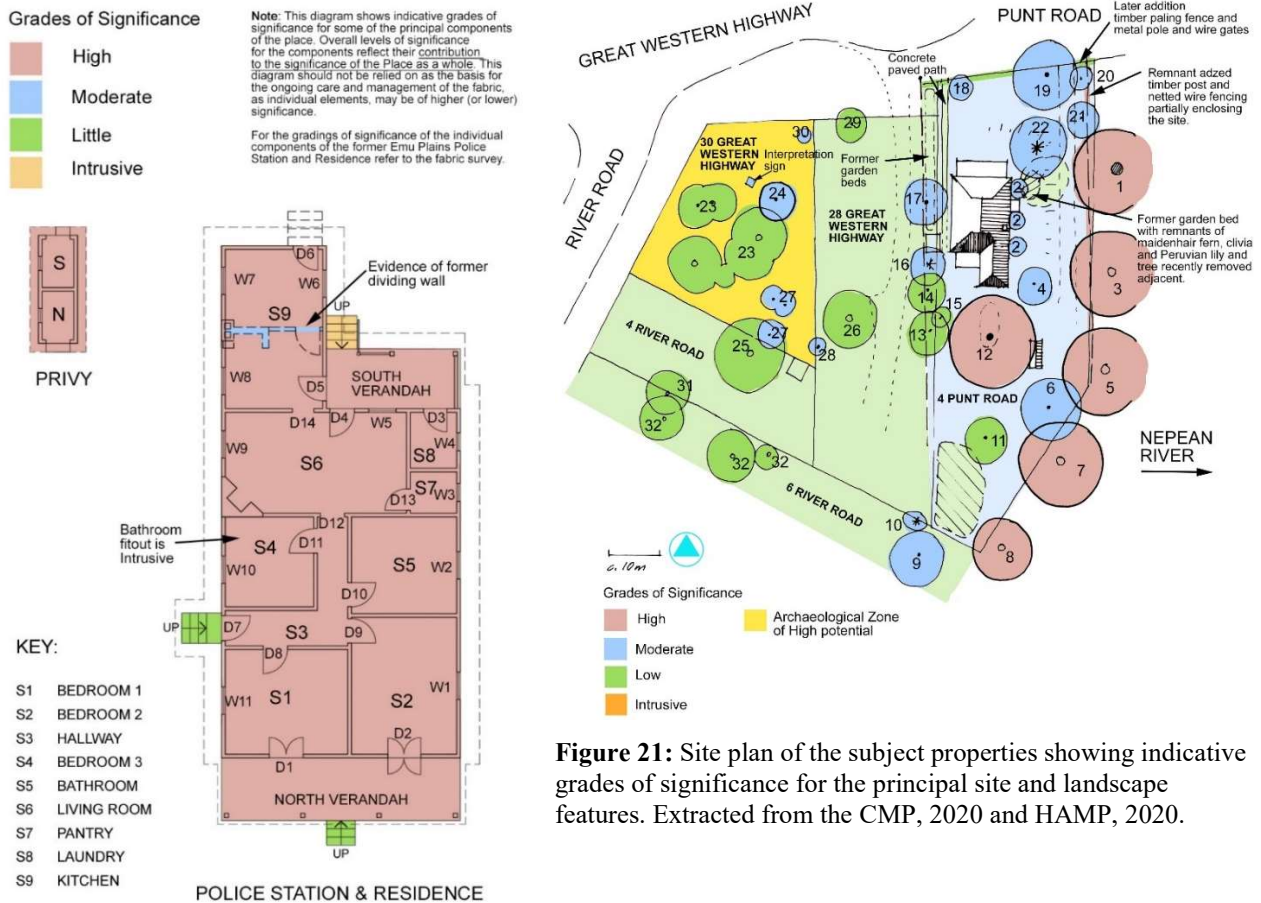 Grades of Significance
High
Moderate
Little
Intrusive
Note: This diagram shows indicative grades of
significance for some of the principal components
of the place. Overall levels of significance
for the components reflect their contribution
to the significance of the Place as a whole. This
diagram should not be relied on as the basis for
the ongoing care and management of the fabric,
as individual elements, may be of higher (or lower)
significance.
For the gradings of significance of the individual
components of the former Emu Plains Police
Station and Residence refer to the fabric survey.
S
N
PRIVY
D6
W7
W6
UP
Evidence of former
dividing wall
S9
W8
D5
SOUTH
VERANDAH
D14
D4
W5
D3
W9
W4
S6
S8
S7
W3
D13
Bathroom
fitout is
Intrusive
D12
S4
D11
S5
W10
W2
D10
UP
D7
S3
D9
D8
W11
S1
S2
W1
D2
D1
NORTH VERANDAH
UP
KEY:
S1 BEDROOM 1
S2 BEDROOM 2
S3 HALLWAY
S4 BEDROOM 3
S5 BATHROOM
S6 LIVING ROOM
S7 PANTRY
S8 LAUNDRY
S9 KITCHEN
POLICE STATION & RESIDENCE
GREAT WESTERN HIGHWAY
PUNT ROAD
Later addition
timber paling fence and
metal pole and wire gates
Concrete
paved path
18
19
20
Remnant adzed
timber post and
netted wire fencing
partially enclosing
the site.
21
22
29
30
30 GREAT
WESTERN
HIGHWAY
Interpretation
sign
Former
garden
beds
RIVER ROAD
1
23
24
17
2
2
2
28 GREAT
WESTERN
HIGHWAY
Former garden bed
with remnants of
maidenhair fern, clivia
and Peruvian lily and
tree recently removed
adjacent.
23
16
4
3
27
14
15
26
13
12
4 RIVER ROAD
27
25
28
5
6
4 PUNT ROAD
31
32
11
NEPEAN
RIVER
32
32
7
6 RIVER ROAD
10
9
8
c. 10m
Grades of Significance
High
Moderate
Low
Intrusive
Archaeological Zone
of High potential
Figure 21: Site plan of the subject properties showing indicative
grades of significance for the principal site and landscape
features. Extracted from the CMP, 2020 and HAMP, 2020.